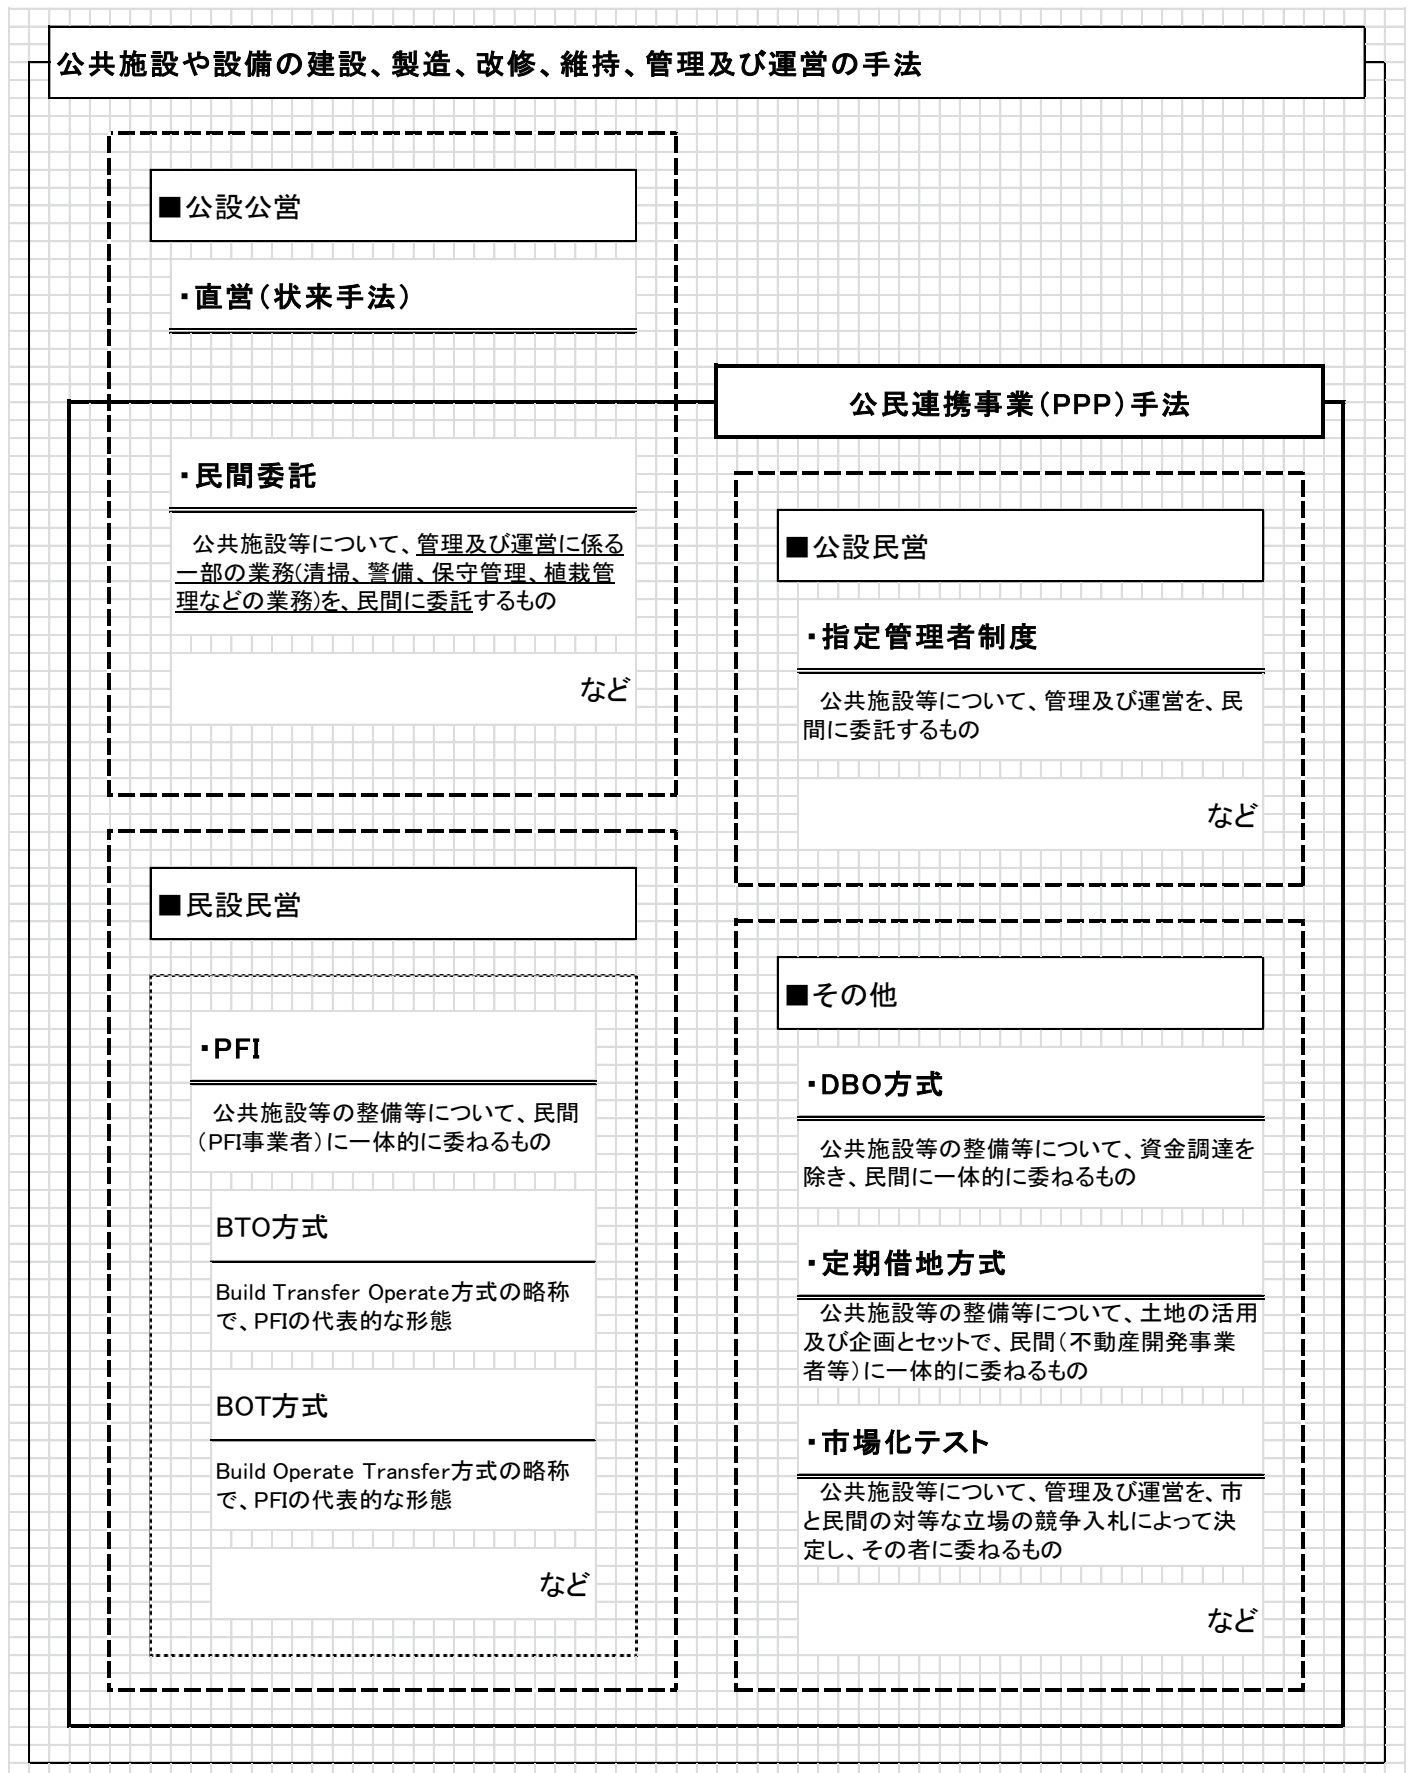 公共施設や設備の建設、製造、改修、維持、管理及び運営の手法
■公設公営
・直営(状来手法)
・民間委託
公共施設等について、管理及び運営に係る
一部の業務(清掃、警備、保守管理、植栽管
理などの業務)を、民間に委託するもの
など
公民連携事業(PPP)手法
■公設民営
・指定管理者制度
公共施設等について、管理及び運営を、民
間に委託するもの
など
■民設民営
・PFI
公共施設等の整備等について、民間
(PFI事業者)に一体的に委ねるもの
BTO方式
Build Transfer Operate方式の略称
で、PFIの代表的な形態
BOT方式
Build Operate Transfer方式の略称
で、PFIの代表的な形態
など
■その他
・DBO方式
公共施設等の整備等について、資金調達を
除き、民間に一体的に委ねるもの
・定期借地方式
公共施設等の整備等について、土地の活用
及び企画とセットで、民間(不動産開発事業
者等)に一体的に委ねるもの
・市場化テスト
公共施設等について、管理及び運営を、市
と民間の対等な立場の競争入札によって決
定し、その者に委ねるもの
など